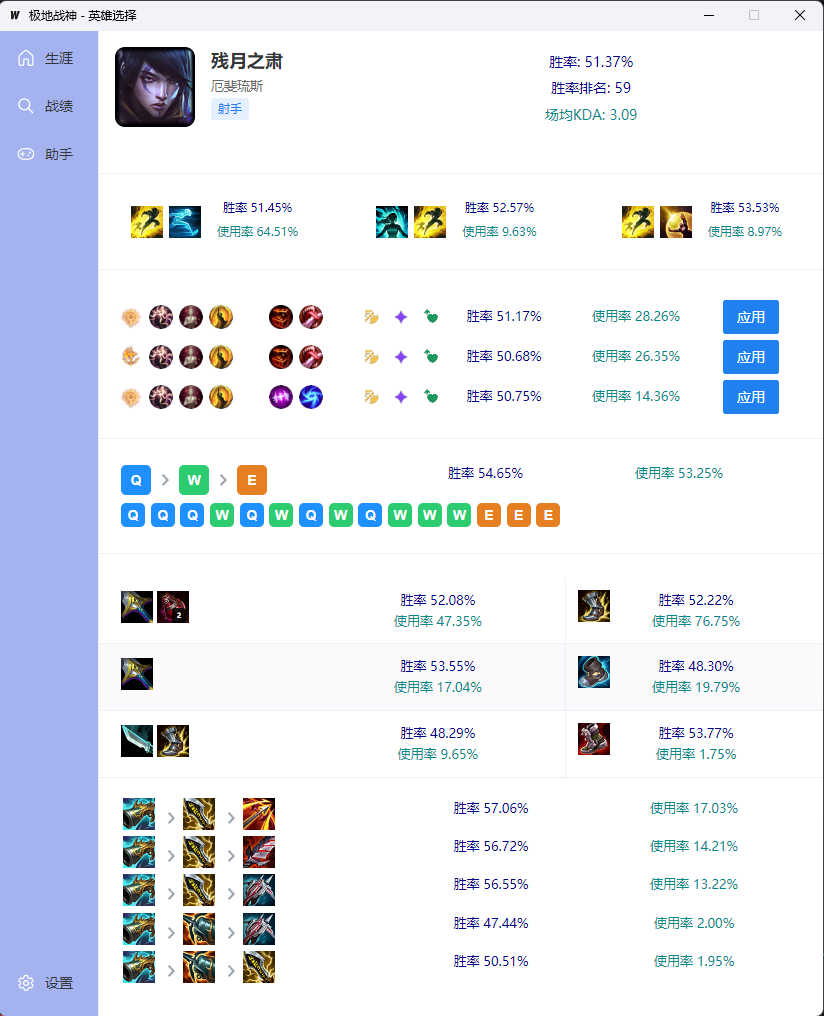 W 极地战神 - 英雄选择
生涯
战绩
助手
残月之肃
厄斐琉斯
射手
胜率: 51.37%
胜率排名: 59
场均KDA: 3.09
胜率 51.45%
使用率 64.51%
胜率 52.57%
使用率 9.63%
胜率 53.53%
使用率 8.97%
胜率 51.17% 使用率 28.26% 应用
胜率 50.68% 使用率 26.35% 应用
胜率 50.75% 使用率 14.36% 应用
Q > W > E 胜率 54.65% 使用率 53.25%
Q Q Q W Q W Q W Q W W W E E E
2
胜率 52.08%
使用率 47.35%
胜率 52.22%
使用率 76.75%
胜率 53.55%
使用率 17.04%
胜率 48.30%
使用率 19.79%
胜率 48.29%
使用率 9.65%
胜率 53.77%
使用率 1.75%
> > 胜率 57.06% 使用率 17.03%
> > 胜率 56.72% 使用率 14.21%
> > 胜率 56.55% 使用率 13.22%
> > 胜率 47.44% 使用率 2.00%
> > 胜率 50.51% 使用率 1.95%
设置